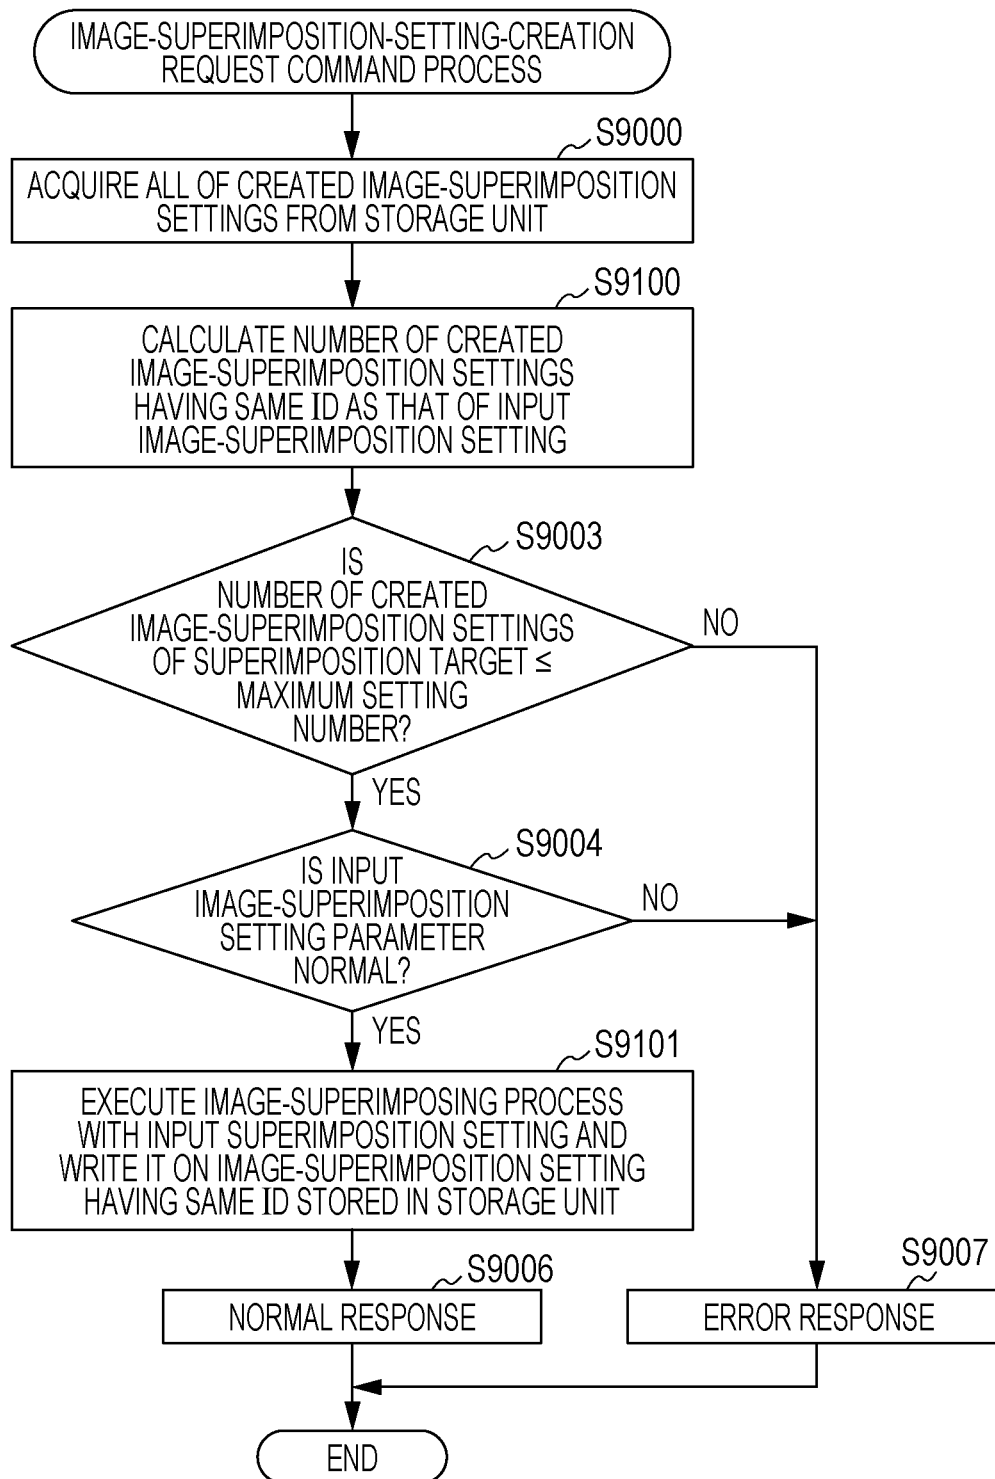 IMAGE-SUPERIMPOSITION-SETTING-CREATION
REQUEST COMMAND PROCESS
S9000
ACQUIRE ALL OF CREATED IMAGE-SUPERIMPOSITION
SETTINGS FROM STORAGE UNIT
S9100
CALCULATE NUMBER OF CREATED
IMAGE-SUPERIMPOSITION SETTINGS
HAVING SAME ID AS THAT OF INPUT
IMAGE-SUPERIMPOSITION SETTING
S9003
IS
NUMBER OF CREATED
IMAGE-SUPERIMPOSITION SETTINGS
OF SUPERIMPOSITION TARGET ≤
MAXIMUM SETTING
NUMBER?
NO
YES
S9004
IS INPUT
IMAGE-SUPERIMPOSITION
SETTING PARAMETER
NORMAL?
NO
YES
S9101
EXECUTE IMAGE-SUPERIMPOSING PROCESS
WITH INPUT SUPERIMPOSITION SETTING AND
WRITE IT ON IMAGE-SUPERIMPOSITION SETTING
HAVING SAME ID STORED IN STORAGE UNIT
S9006
NORMAL RESPONSE
S9007
ERROR RESPONSE
END